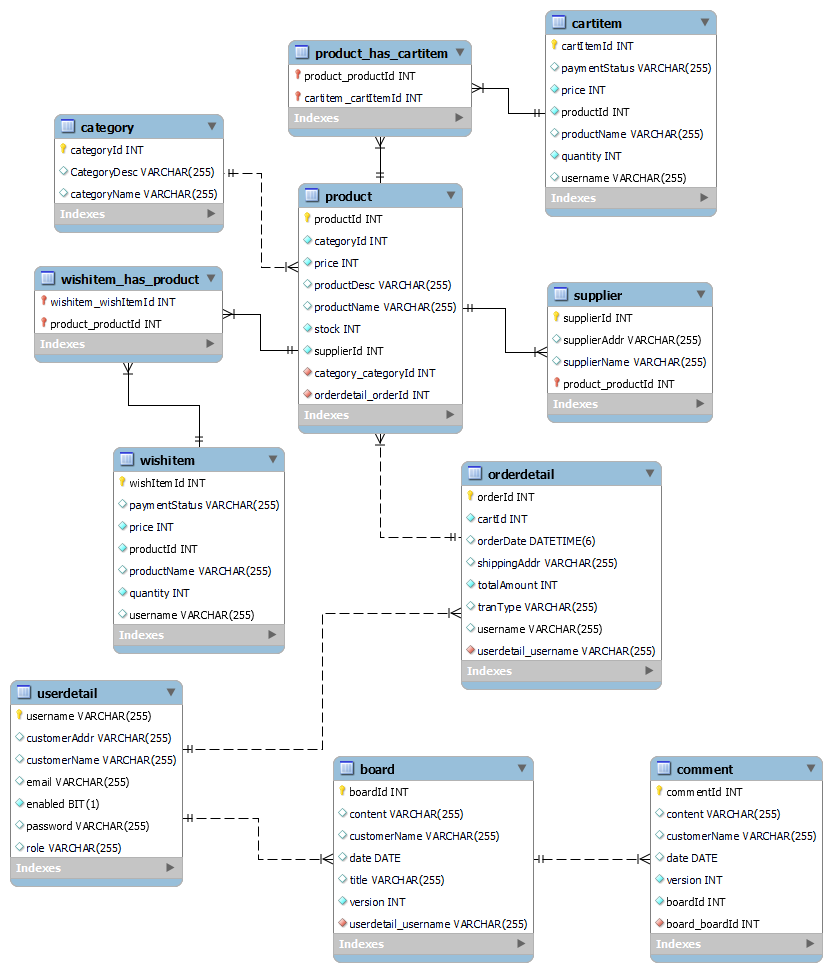 cartitem
cartItemId INT
paymentStatus VARCHAR(255)
price INT
productId INT
productName VARCHAR(255)
quantity INT
username VARCHAR(255)
Indexes
product_has_cartitem
product_productId INT
cartitem_cartItemId INT
Indexes
category
categoryId INT
CategoryDesc VARCHAR(255)
categoryName VARCHAR(255)
Indexes
product
productId INT
categoryId INT
price INT
productDesc VARCHAR(255)
productName VARCHAR(255)
stock INT
supplierId INT
category_categoryId INT
orderdetail_orderId INT
Indexes
wishitem_has_product
wishitem_wishItemId INT
product_productId INT
Indexes
supplier
supplierId INT
supplierAddr VARCHAR(255)
supplierName VARCHAR(255)
product_productId INT
Indexes
wishitem
wishItemId INT
paymentStatus VARCHAR(255)
price INT
productId INT
productName VARCHAR(255)
quantity INT
username VARCHAR(255)
Indexes
orderdetail
orderId INT
cartId INT
orderDate DATETIME(6)
shippingAddr VARCHAR(255)
totalAmount INT
tranType VARCHAR(255)
username VARCHAR(255)
userdetail_username VARCHAR(255)
Indexes
userdetail
username VARCHAR(255)
customerAddr VARCHAR(255)
customerName VARCHAR(255)
email VARCHAR(255)
enabled BIT(1)
password VARCHAR(255)
role VARCHAR(255)
Indexes
board
boardId INT
content VARCHAR(255)
customerName VARCHAR(255)
date DATE
title VARCHAR(255)
version INT
userdetail_username VARCHAR(255)
Indexes
comment
commentId INT
content VARCHAR(255)
customerName VARCHAR(255)
date DATE
version INT
boardId INT
board_boardId INT
Indexes